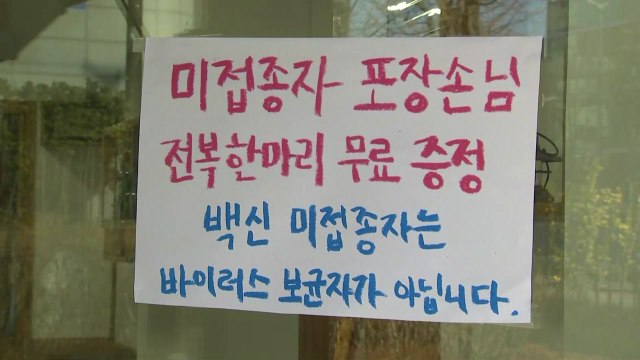 미접종자 포장손님
전복한마리 무료 증정
백신 미접종자는
바이러스 보균자가 아닙니다.